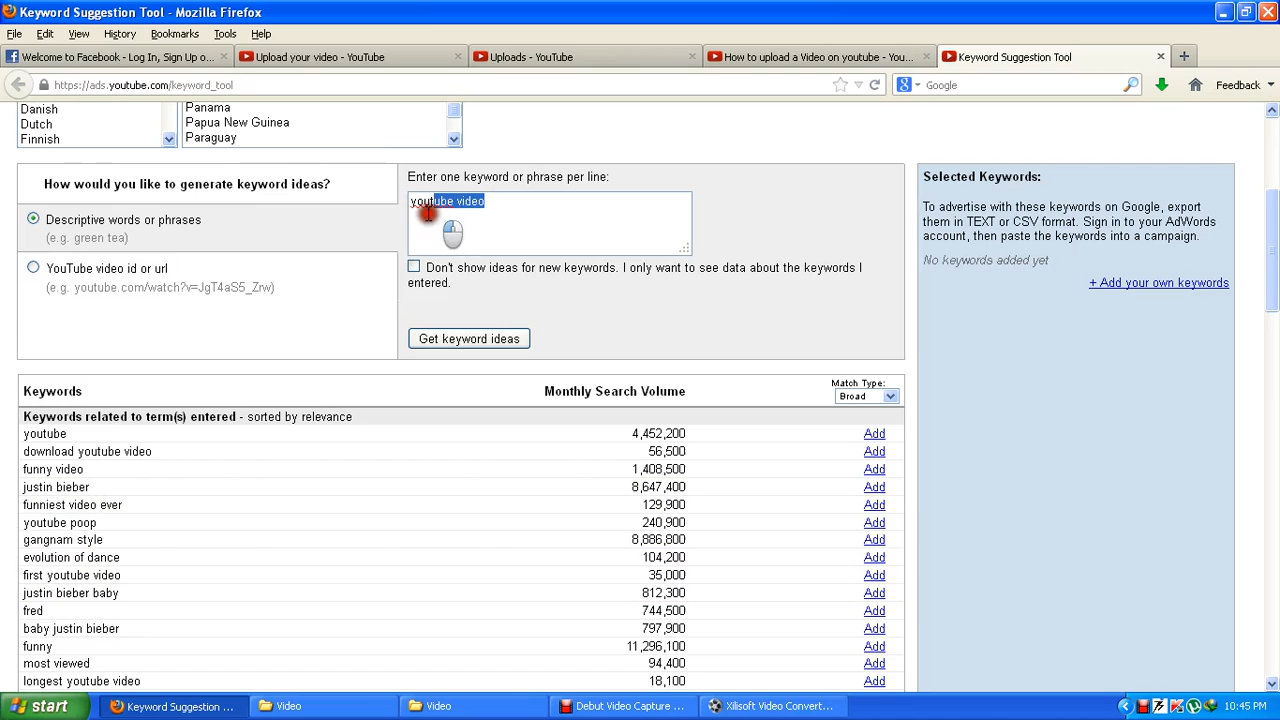 Keyword Suggestion Tool - Mozilla Firefox
File Edit View History Bookmarks Tools Help
Welcome to Facebook - Log In, Sign Up o... Upload your video - YouTube Uploads - YouTube How to upload a Video on youtube - You... Keyword Suggestion Tool
https://ads.youtube.com/keyword_tool Google Feedback
Danish
Dutch
Finnish
Panama
Papua New Guinea
Paraguay
How would you like to generate keyword ideas?
Descriptive words or phrases
(e.g. green tea)
YouTube video id or url
(e.g. youtube.com/watch?v=JgT4aS5_Zrw)
Enter one keyword or phrase per line:
youtube video
Don't show ideas for new keywords. I only want to see data about the keywords I
entered.
Get keyword ideas
Selected Keywords:
To advertise with these keywords on Google, export
them in TEXT or CSV format. Sign in to your AdWords
account, then paste the keywords into a campaign.
No keywords added yet
+ Add your own keywords
Keywords Monthly Search Volume Match Type:
Broad
Keywords related to term(s) entered - sorted by relevance
youtube 4,452,200 Add
download youtube video 56,500 Add
funny video 1,408,500 Add
justin bieber 8,647,400 Add
funniest video ever 129,900 Add
youtube poop 240,900 Add
gangnam style 8,886,800 Add
evolution of dance 104,200 Add
first youtube video 35,000 Add
justin bieber baby 812,300 Add
fred 744,500 Add
baby justin bieber 797,900 Add
funny 11,296,100 Add
most viewed 94,400 Add
longest youtube video 18,100 Add
start Keyword Suggestion ... Video Video Debut Video Capture ... Xilisoft Video Convert... 10:45 PM